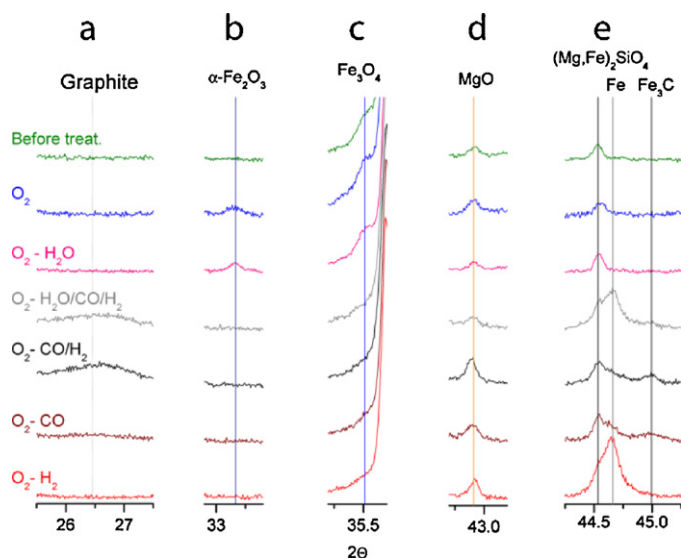 a b c d e
Graphite α-Fe₂O₃ Fe₃O₄ MgO (Mg,Fe)₂SiO₄
Fe Fe₃C
Before treat.
O₂
O₂ - H₂O
O₂ - H₂O/CO/H₂
O₂ - CO/H₂
O₂ - CO
O₂ - H₂
26 27 33 35.5 43.0 44.5 45.0
2Θ